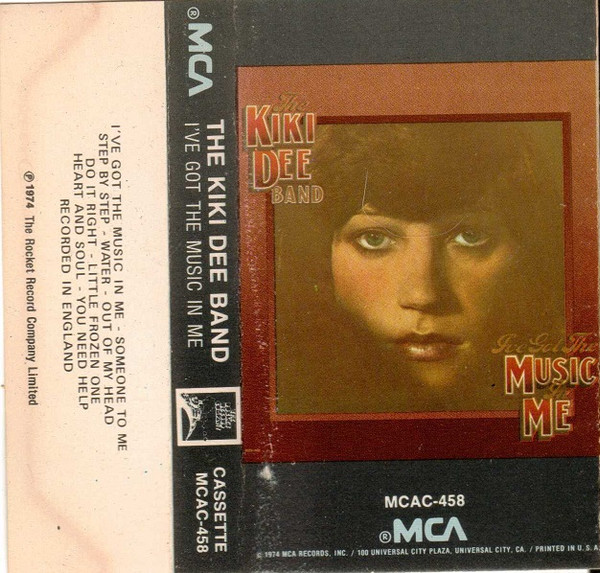 I'VE GOT THE MUSIC IN ME - SOMEONE TO ME
STEP BY STEP - WATER - OUT OF MY HEAD
DO IT RIGHT - LITTLE FROZEN ONE
HEART AND SOUL - YOU NEED HELP
RECORDED IN ENGLAND
℗1974 The Rocket Record Company Limited
®MCA
THE KIKI DEE BAND
I'VE GOT THE MUSIC IN ME
CASSETTE
MCAC-458
The
KIKI
DEE
BAND
I've Got The
MUSIC
In
ME
MCAC-458
®MCA
© 1974 MCA RECORDS, INC. / 100 UNIVERSAL CITY PLAZA, UNIVERSAL CITY, CA. / PRINTED IN U.S.A.